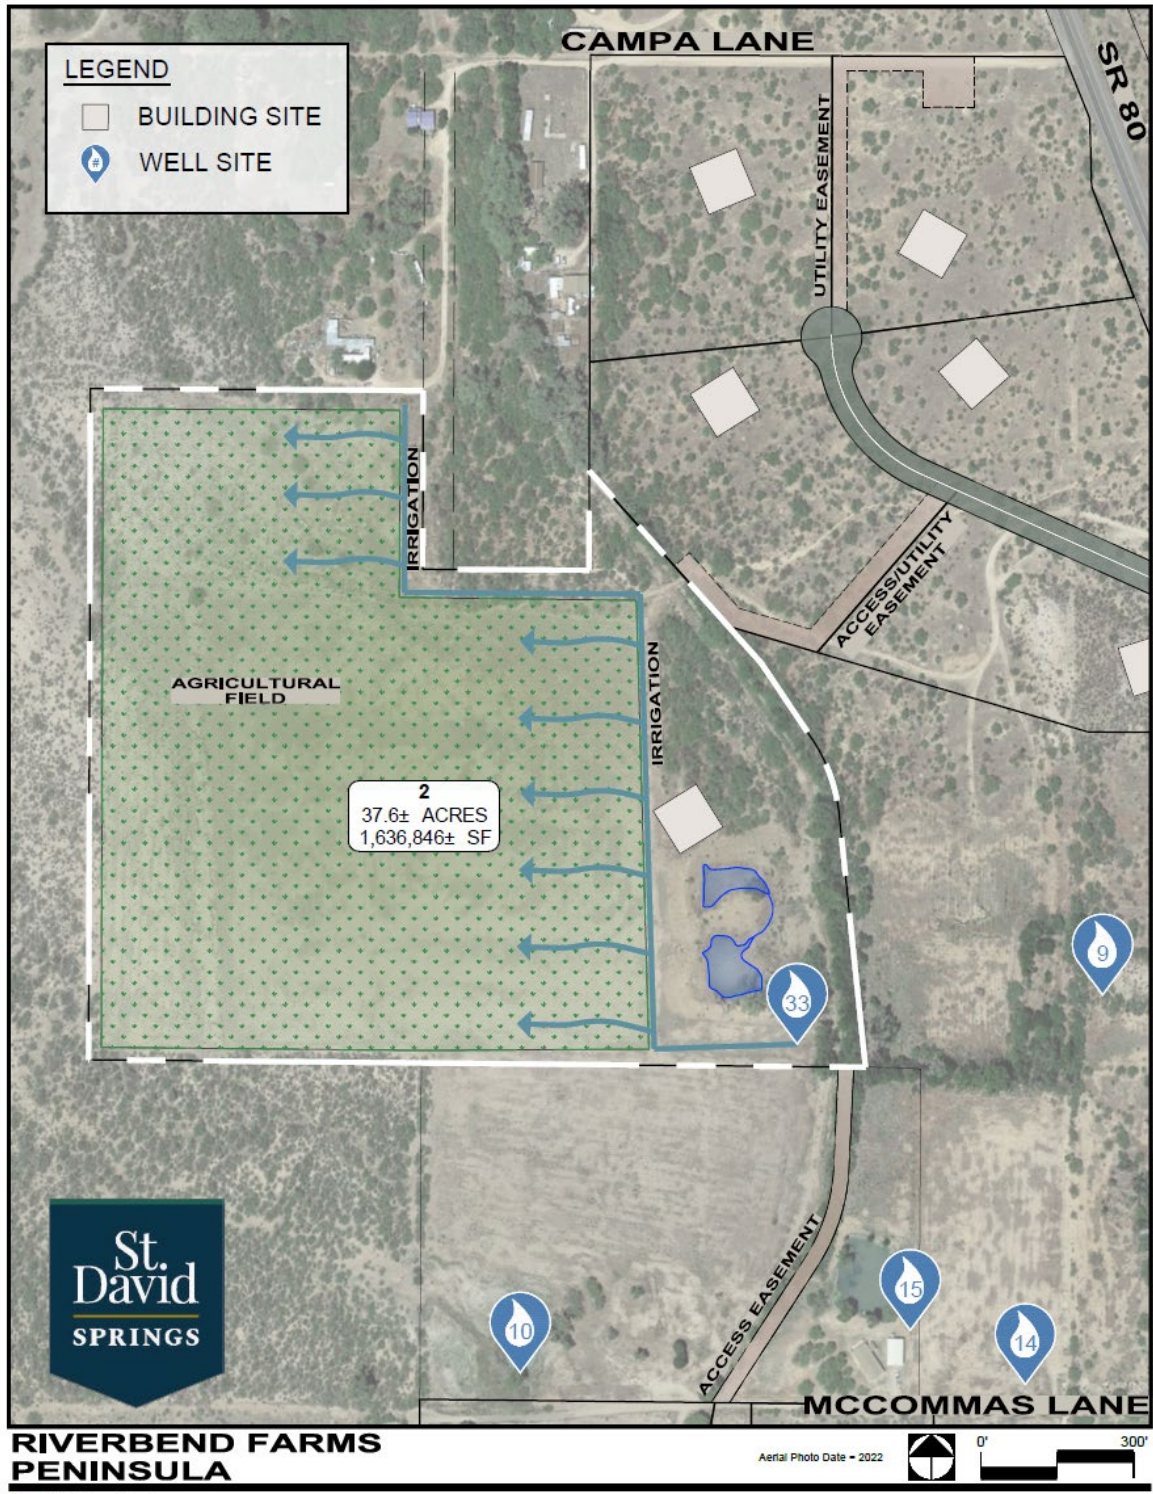 CAMPA LANE
SR 80
LEGEND
BUILDING SITE
#
WELL SITE
UTILITY EASEMENT
IRRIGATION
ACCESS/UTILITY
EASEMENT
IRRIGATION
AGRICULTURAL
FIELD
2
37.6± ACRES
1,636,846± SF
9
33
St.
David
SPRINGS
ACCESS EASEMENT
15
10
14
MCCOMMAS LANE
RIVERBEND FARMS
PENINSULA
Aerial Photo Date = 2022
0'
300'